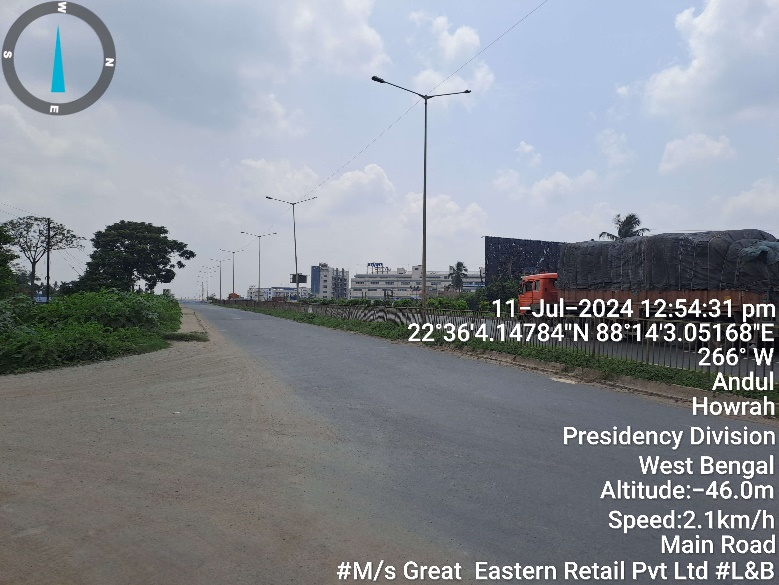 W
S
N
E
11-Jul-2024 12:54:31 pm
22°36'4.14784"N 88°14'3.05168"E
266° W
Andul
Howrah
Presidency Division
West Bengal
Altitude:-46.0m
Speed:2.1km/h
Main Road
#M/s Great Eastern Retail Pvt Ltd #L&B